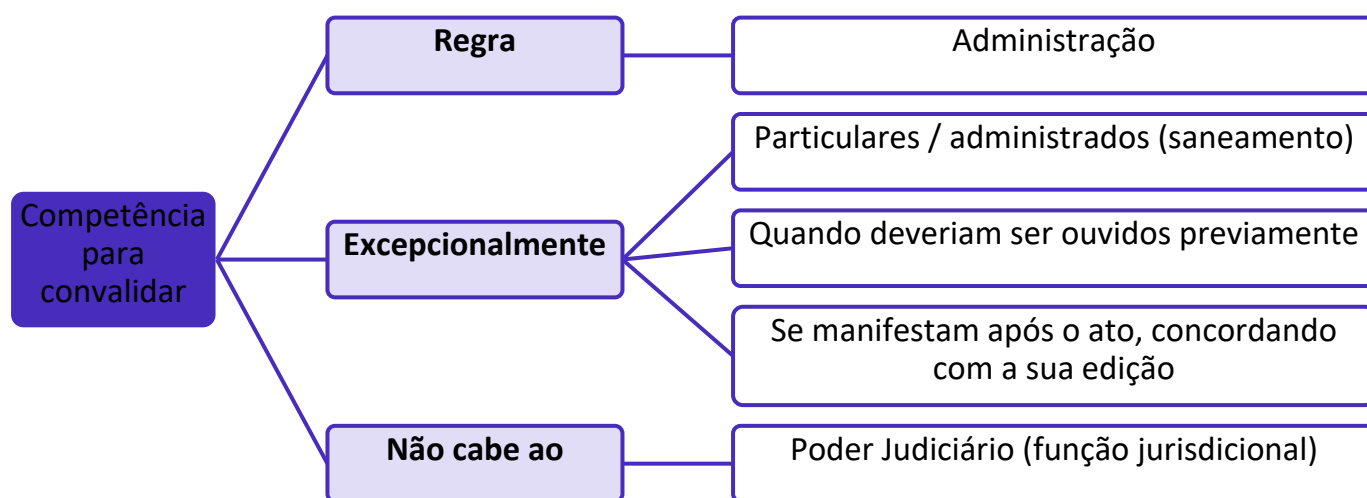 Competência
para
convalidar
Regra
Administração
Excepcionalmente
Particulares / administrados (saneamento)
Quando deveriam ser ouvidos previamente
Se manifestam após o ato, concordando
com a sua edição
Não cabe ao
Poder Judiciário (função jurisdicional)